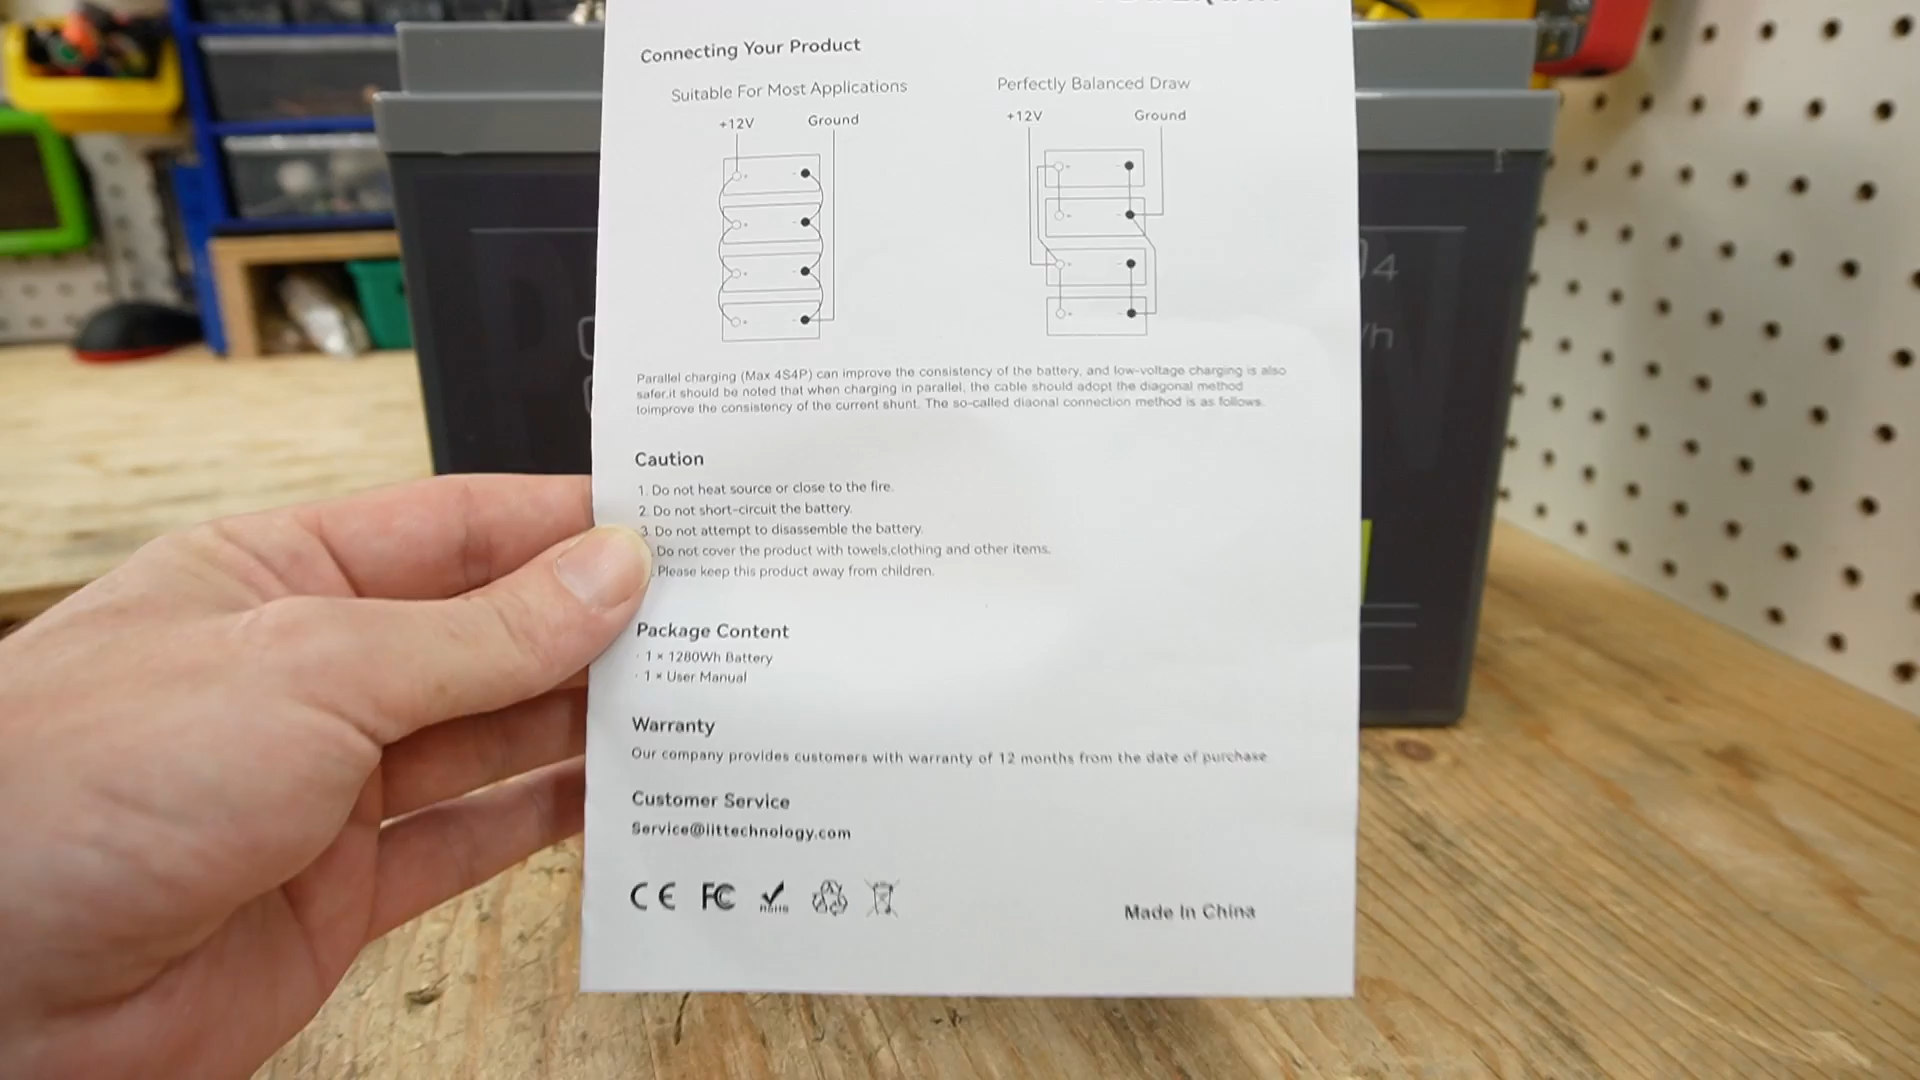 Connecting Your Product
Suitable For Most Applications
Perfectly Balanced Draw
+12V Ground
+12V Ground
Parallel charging (Max 4S4P) can improve the consistency of the battery, and low-voltage charging is also
safer.it should be noted that when charging in parallel, the cable should adopt the diagonal method
toimprove the consistency of the current shunt. The so-called diaonal connection method is as follows.
Caution
1. Do not heat source or close to the fire.
2. Do not short-circuit the battery.
3. Do not attempt to disassemble the battery.
. Do not cover the product with towels,clothing and other items.
. Please keep this product away from children.
Package Content
· 1 × 1280Wh Battery
· 1 × User Manual
Warranty
Our company provides customers with warranty of 12 months from the date of purchase
Customer Service
Service@iittechnology.com
CE FC RoHS
Made In China